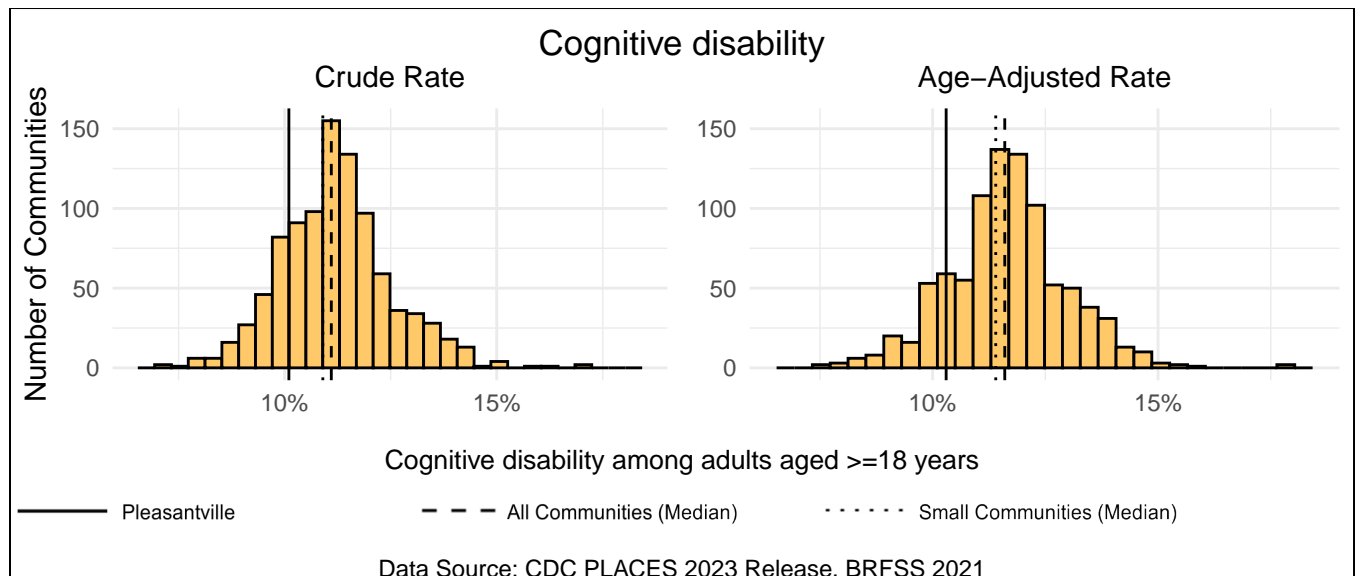 Cognitive disability
Crude Rate
Age−Adjusted Rate
Number of Communities
150
100
50
0
10%
15%
150
100
50
0
10%
15%
Cognitive disability among adults aged >=18 years
Pleasantville
All Communities (Median)
Small Communities (Median)
Data Source: CDC PLACES 2023 Release, BRFSS 2021